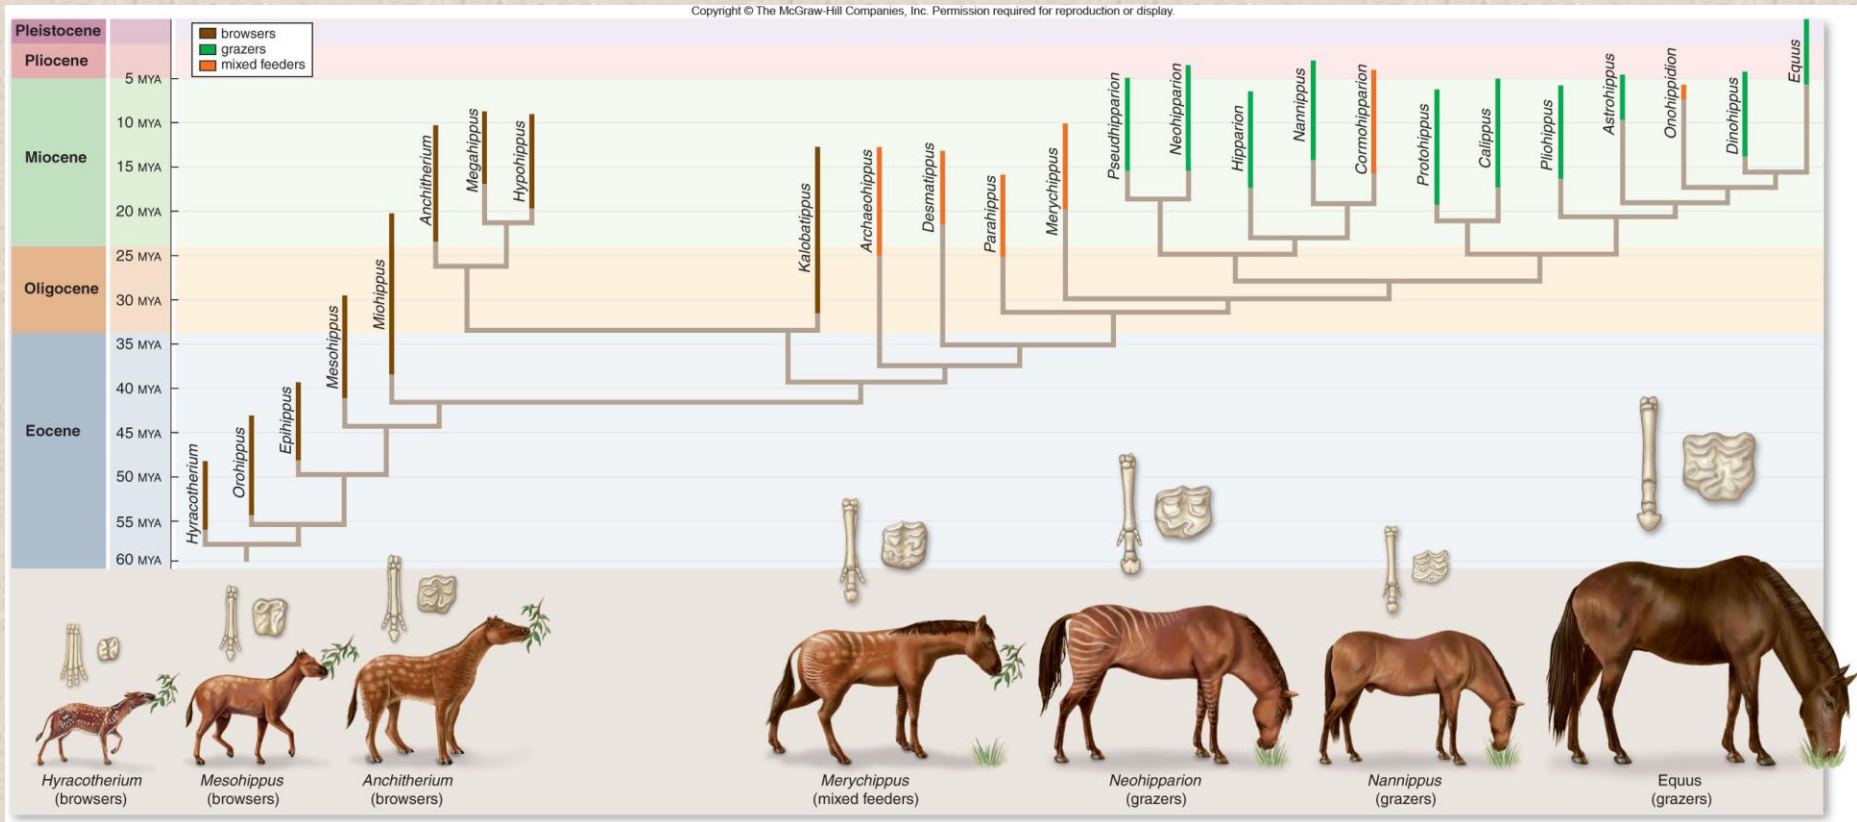 Copyright © The McGraw-Hill Companies, Inc. Permission required for reproduction or display.
Pleistocene
Pliocene
Miocene
Oligocene
Eocene
browsers
grazers
mixed feeders
5 MYA
10 MYA
15 MYA
20 MYA
25 MYA
30 MYA
35 MYA
40 MYA
45 MYA
50 MYA
55 MYA
60 MYA
Hyracotherium
Orohippus
Epihippus
Mesohippus
Miohippus
Anchitherium
Megahippus
Hypohippus
Kalobatippus
Archaeohippus
Desmatippus
Parahippus
Merychippus
Pseudhipparion
Neohipparion
Hipparion
Nannippus
Cormohipparion
Protohippus
Calippus
Pliohippus
Astrohippus
Onohippidion
Dinohippus
Equus
Hyracotherium
(browsers)
Mesohippus
(browsers)
Anchitherium
(browsers)
Merychippus
(mixed feeders)
Neohipparion
(grazers)
Nannippus
(grazers)
Equus
(grazers)